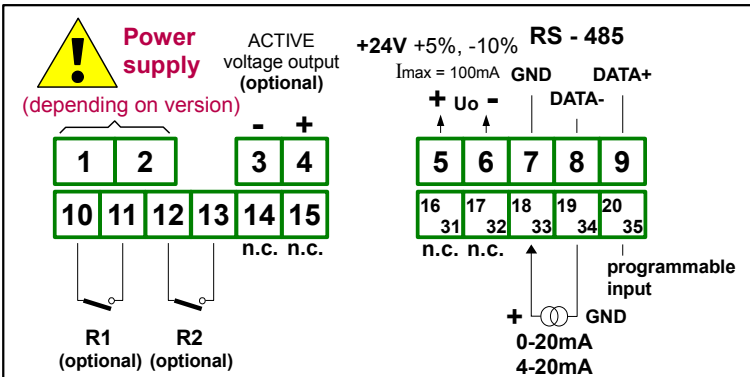 Power supply
(depending on version)
ACTIVE
voltage output
(optional)
- +
+24V +5%, -10%
Imax = 100mA
+ Uo -
RS - 485
GND DATA+
DATA-
1 2 3 4 5 6 7 8 9
10 11 12 13 14 15
16 31 17 32 18 33 19 34 20 35
n.c. n.c.
n.c. n.c.
R1
(optional)
R2
(optional)
+ GND
0-20mA
4-20mA
programmable
input
!